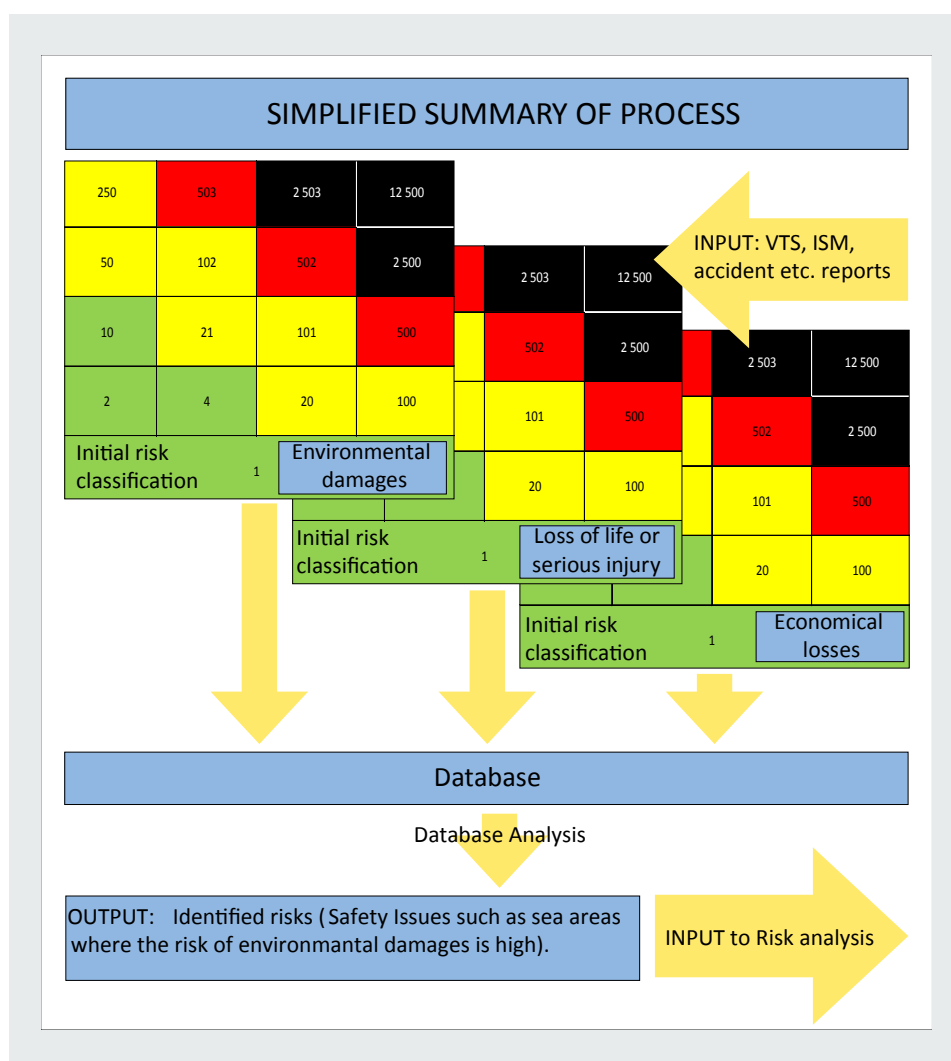 SIMPLIFIED SUMMARY OF PROCESS
250 503 2 503 12 500
50 102 502 2 500
10 21 101 500
2 4 20 100
Initial risk
classification 1
Environmental
damages
INPUT: VTS, ISM,
accident etc. reports
2 503 12 500
502 2 500
101 500
20 100
Initial risk
classification 1
Loss of life or
serious injury
2 503 12 500
502 2 500
101 500
20 100
Initial risk
classification 1
Economical
losses
Database
Database Analysis
OUTPUT: Identified risks ( Safety Issues such as sea areas
where the risk of environmantal damages is high).
INPUT to Risk analysis